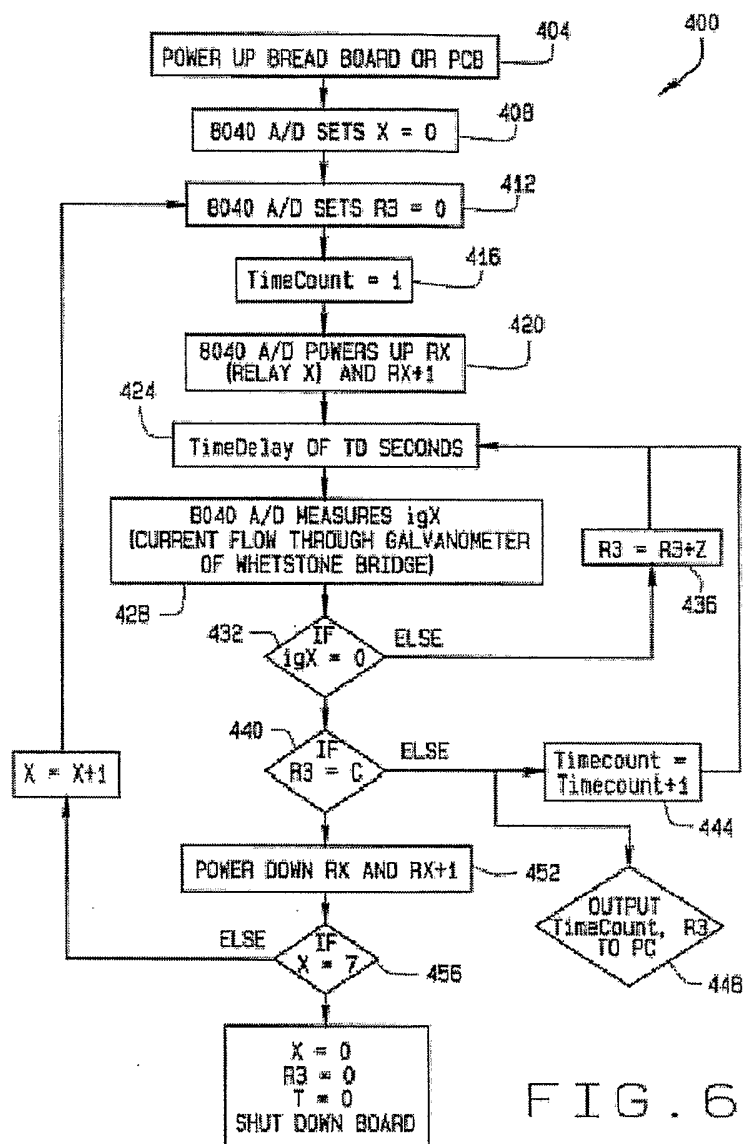 404
POWER UP BREAD BOARD OR PCB
400
408
8040 A/D SETS X = 0
412
8040 A/D SETS R3 = 0
416
TimeCount = 1
420
8040 A/D POWERS UP RX
(RELAY X) AND RX+1
424
TimeDelay OF TD SECONDS
8040 A/D MEASURES igX
(CURRENT FLOW THROUGH GALVANOMETER
OF WHETSTONE BRIDGE)
428
R3 = R3+Z
436
432
IF
igX = 0
ELSE
440
IF
R3 = C
ELSE
Timecount =
Timecount+1
444
X = X+1
POWER DOWN RX AND RX+1
452
OUTPUT
TimeCount, R3
TO PC
448
ELSE
IF
X = 7
456
X = 0
R3 = 0
T = 0
SHUT DOWN BOARD
FIG. 6